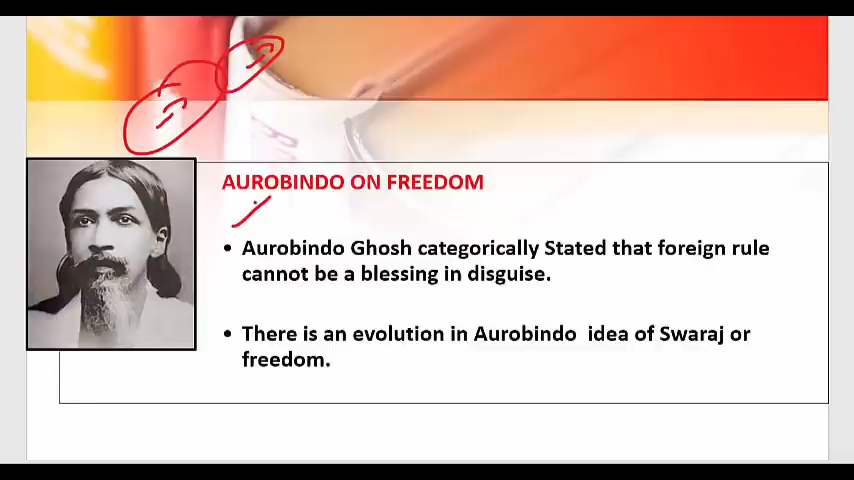 AUROBINDO ON FREEDOM
• Aurobindo Ghosh categorically Stated that foreign rule
cannot be a blessing in disguise.
• There is an evolution in Aurobindo idea of Swaraj or
freedom.